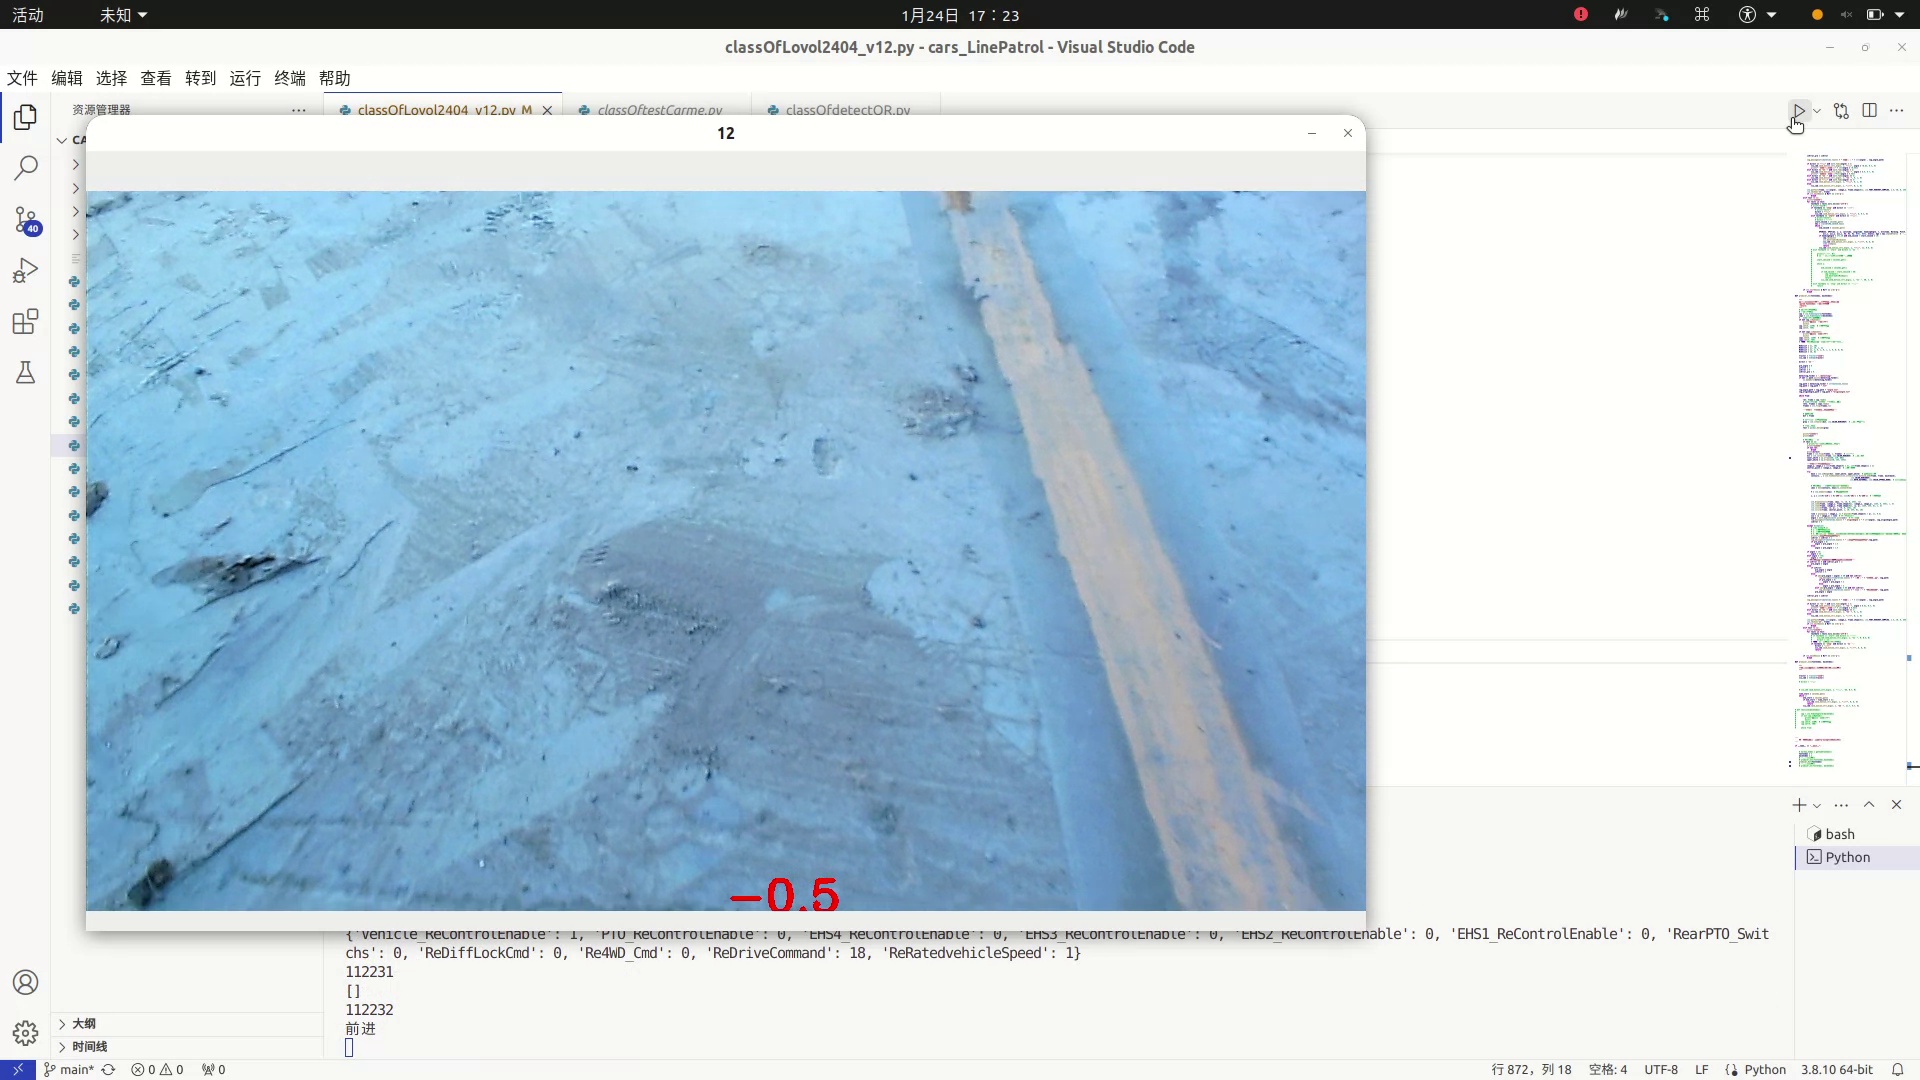 活动
未知
1月24日 17：23
classOfLovol2404_v12.py - cars_LinePatrol - Visual Studio Code
文件 编辑 选择 查看 转到 运行 终端 帮助
资源管理器
classOfLovol2404_v12.py M
classOftestCarme.py
classOfdetectQR.py
CA
12
40
−0.5
bash
Python
{'Vehicle_ReControlEnable': 1, 'PTO_ReControlEnable': 0, 'EHS4_ReControlEnable': 0, 'EHS3_ReControlEnable': 0, 'EHS2_ReControlEnable': 0, 'EHS1_ReControlEnable': 0, 'RearPTO_Swit
chs': 0, 'ReDiffLockCmd': 0, 'Re4WD_Cmd': 0, 'ReDriveCommand': 18, 'ReRatedvehicleSpeed': 1}
112231
[]
112232
前进
大纲
时间线
main* 0 0 0
行 872，列 18 空格: 4 UTF-8 LF Python 3.8.10 64-bit